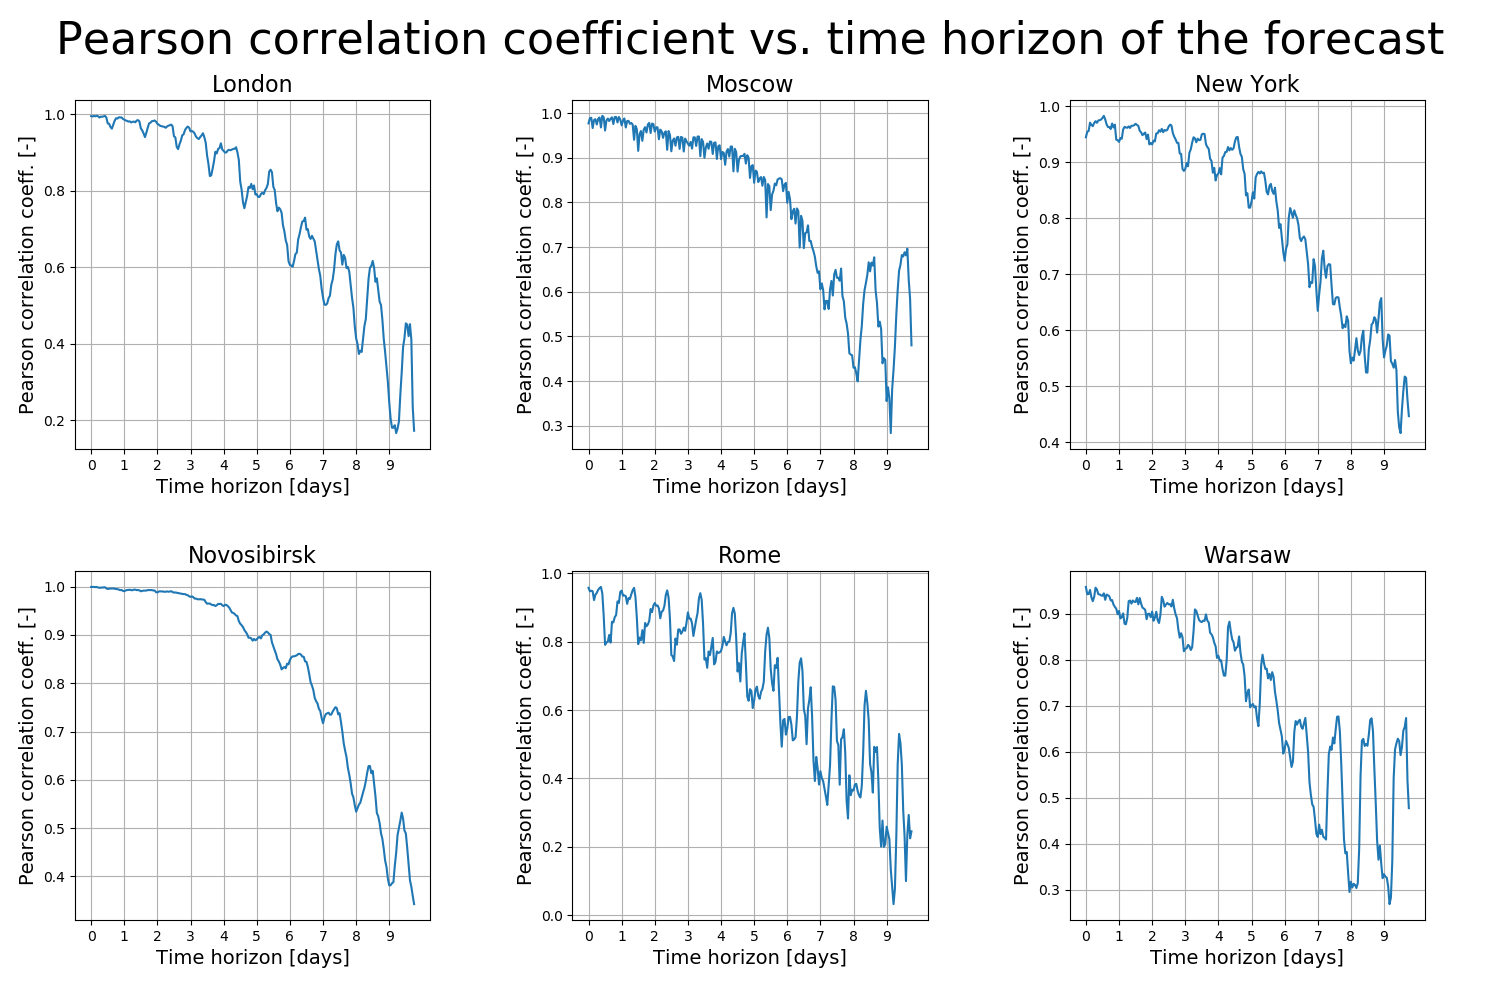 Pearson correlation coefficient vs. time horizon of the forecast
London
Pearson correlation coeff. [-]
1.0
0.8
0.6
0.4
0.2
0 1 2 3 4 5 6 7 8 9
Time horizon [days]
Moscow
Pearson correlation coeff. [-]
1.0
0.9
0.8
0.7
0.6
0.5
0.4
0.3
0 1 2 3 4 5 6 7 8 9
Time horizon [days]
New York
Pearson correlation coeff. [-]
1.0
0.9
0.8
0.7
0.6
0.5
0.4
0 1 2 3 4 5 6 7 8 9
Time horizon [days]
Novosibirsk
Pearson correlation coeff. [-]
1.0
0.9
0.8
0.7
0.6
0.5
0.4
0 1 2 3 4 5 6 7 8 9
Time horizon [days]
Rome
Pearson correlation coeff. [-]
1.0
0.8
0.6
0.4
0.2
0.0
0 1 2 3 4 5 6 7 8 9
Time horizon [days]
Warsaw
Pearson correlation coeff. [-]
0.9
0.8
0.7
0.6
0.5
0.4
0.3
0 1 2 3 4 5 6 7 8 9
Time horizon [days]